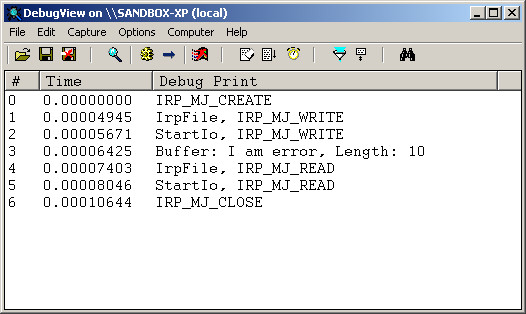 DebugView on \\SANDBOX-XP (local)
File Edit Capture Options Computer Help
# Time Debug Print
0 0.00000000 IRP_MJ_CREATE
1 0.00004945 IrpFile, IRP_MJ_WRITE
2 0.00005671 StartIo, IRP_MJ_WRITE
3 0.00006425 Buffer: I am error, Length: 10
4 0.00007403 IrpFile, IRP_MJ_READ
5 0.00008046 StartIo, IRP_MJ_READ
6 0.00010644 IRP_MJ_CLOSE